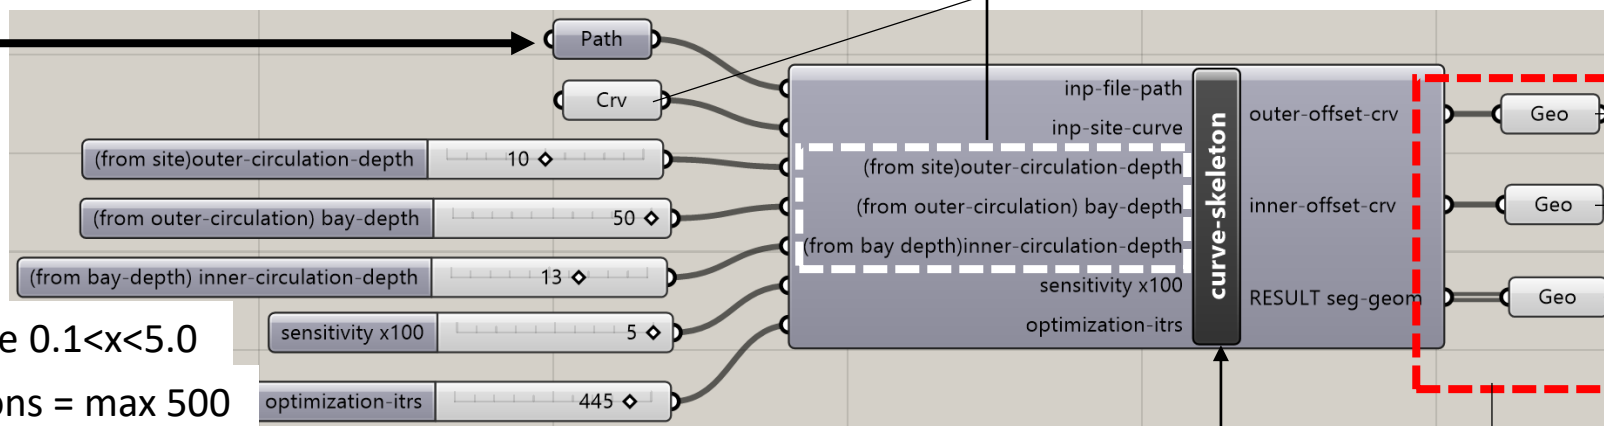 Path
Crv
(from site)outer-circulation-depth 10
(from outer-circulation) bay-depth 50
(from bay-depth) inner-circulation-depth 13
sensitivity x100 5
optimization-itrs 445
e 0.1<x<5.0
ons = max 500
inp-file-path
inp-site-curve
(from site)outer-circulation-depth
(from outer-circulation) bay-depth
(from bay depth)inner-circulation-depth
sensitivity x100
optimization-itrs
curve-skeleton
outer-offset-crv
inner-offset-crv
RESULT seg-geom
Geo
Geo
Geo